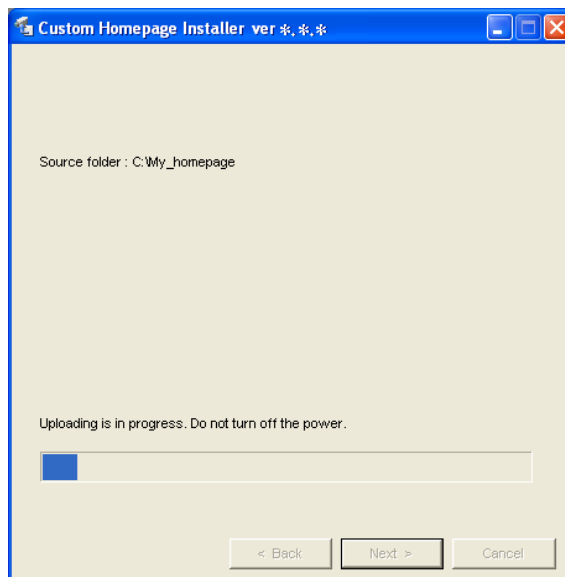 Custom Homepage Installer ver *.*.*
Source folder : C:\My_homepage
Uploading is in progress. Do not turn off the power.
< Back Next > Cancel